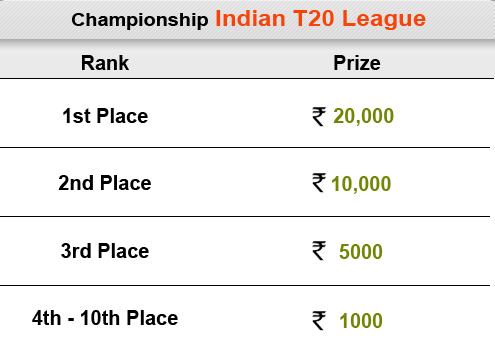 Championship Indian T20 League
Rank Prize
1st Place ₹ 20,000
2nd Place ₹ 10,000
3rd Place ₹ 5000
4th - 10th Place ₹ 1000